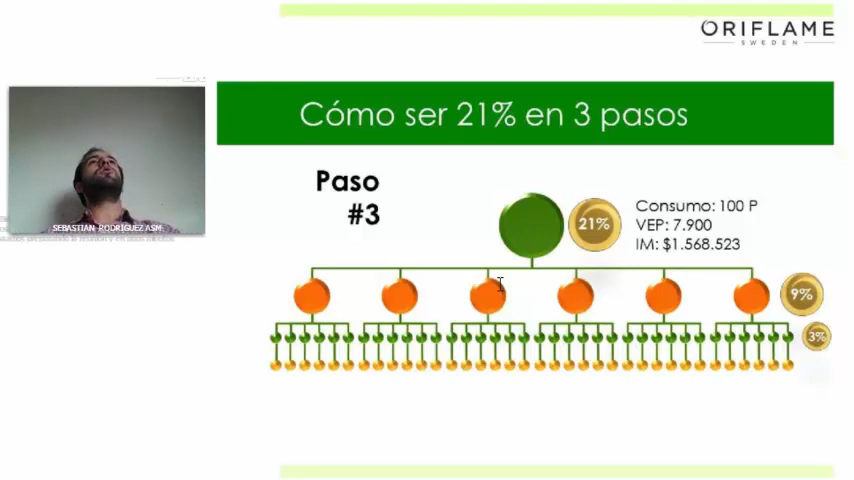 ORIFLAME
SWEDEN
Cómo ser 21% en 3 pasos
Paso
#3
21%
Consumo: 100 P
VEP: 7.900
IM: $1.568.523
9%
3%
SEBASTIAN RODRIGUEZ ASM